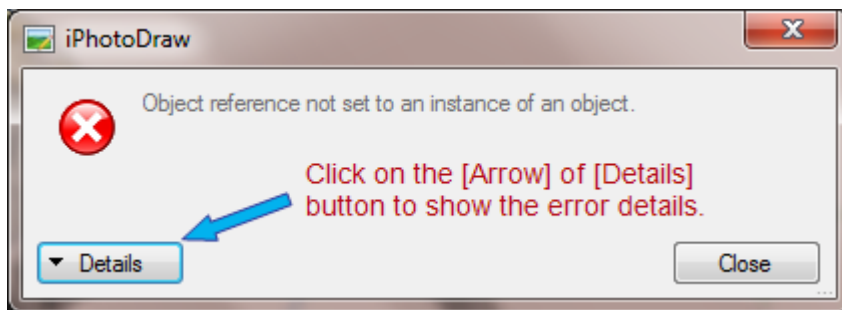 iPhotoDraw
Object reference not set to an instance of an object.
Click on the [Arrow] of [Details]
button to show the error details.
Details
Close